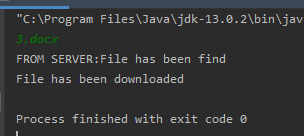 "C:\Program Files\Java\jdk-13.0.2\bin\jav
3.docx
FROM SERVER:File has been find
File has been downloaded
Process finished with exit code 0